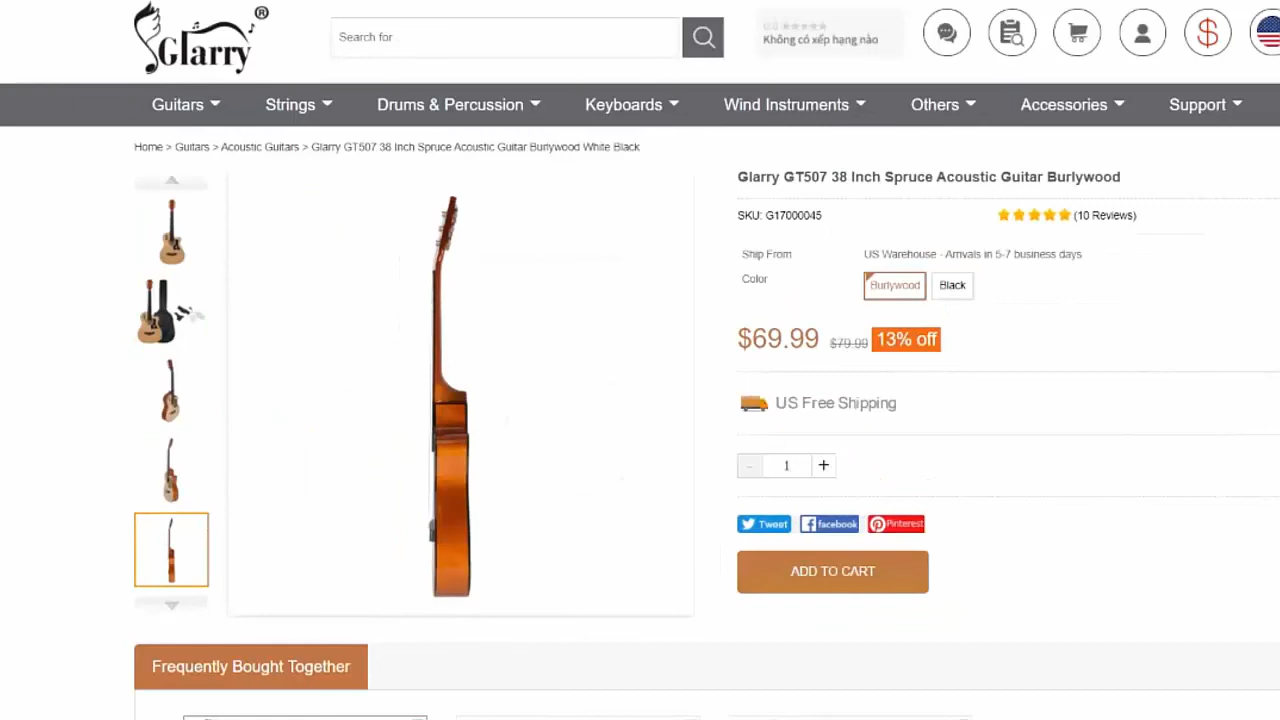 Glarry ®
Search for
0.0
Không có xếp hạng nào
Guitars
Strings
Drums & Percussion
Keyboards
Wind Instruments
Others
Accessories
Support
Home > Guitars > Acoustic Guitars > Glarry GT507 38 Inch Spruce Acoustic Guitar Burlywood White Black
Glarry GT507 38 Inch Spruce Acoustic Guitar Burlywood
SKU: G17000045
(10 Reviews)
Ship From
US Warehouse - Arrivals in 5-7 business days
Color
Burlywood
Black
$69.99 $79.99 13% off
US Free Shipping
- 1 +
Tweet
facebook
Pinterest
ADD TO CART
Frequently Bought Together